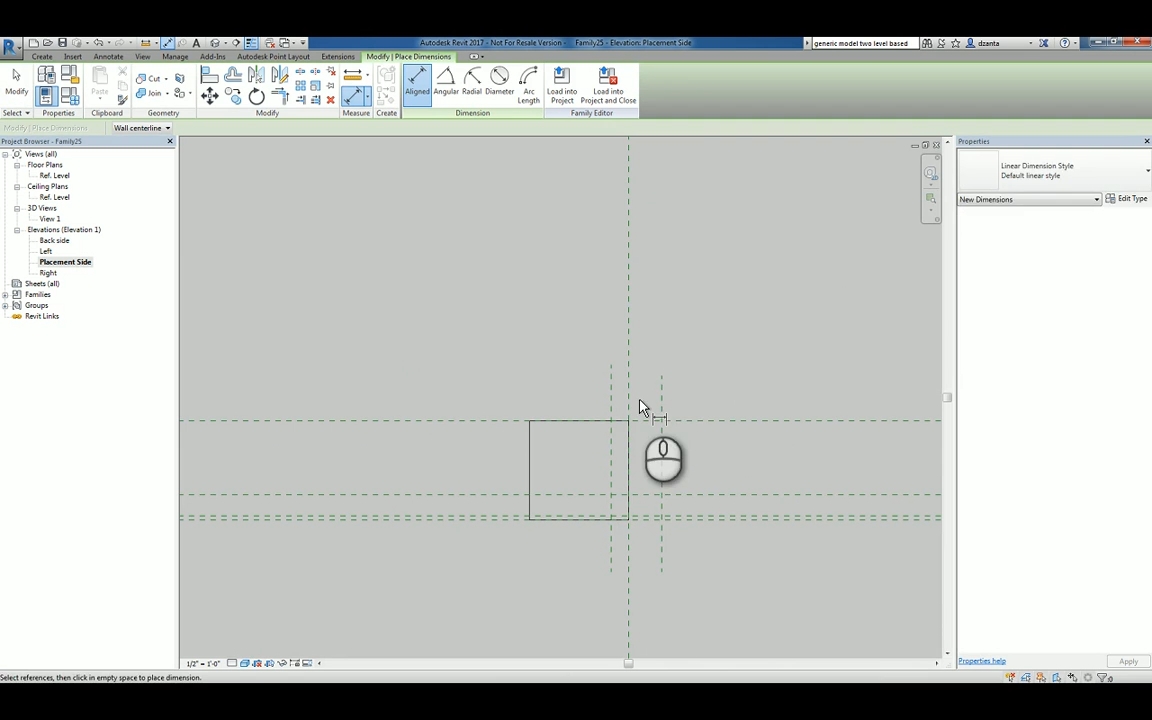 Autodesk Revit 2017 - Not For Resale Version - Family25 - Elevation: Placement Side
generic model two level based
dzanta
Create Insert Annotate View Manage Add-Ins Autodesk Point Layout Extensions Modify | Place Dimensions
Modify
Paste
Cut
Join
Aligned Angular Radial Diameter Arc Length
Load into Project
Load into Project and Close
Select Properties Clipboard Geometry Modify Measure Create Dimension Family Editor
Modify | Place Dimensions
Wall centerline
Project Browser - Family25
Views (all)
Floor Plans
Ref. Level
Ceiling Plans
Ref. Level
3D Views
View 1
Elevations (Elevation 1)
Back side
Left
Placement Side
Right
Sheets (all)
Families
Groups
Revit Links
Properties
Linear Dimension Style
Default linear style
New Dimensions
Edit Type
1/2" = 1'-0"
Properties help
Apply
Select references, then click in empty space to place dimension.
:0